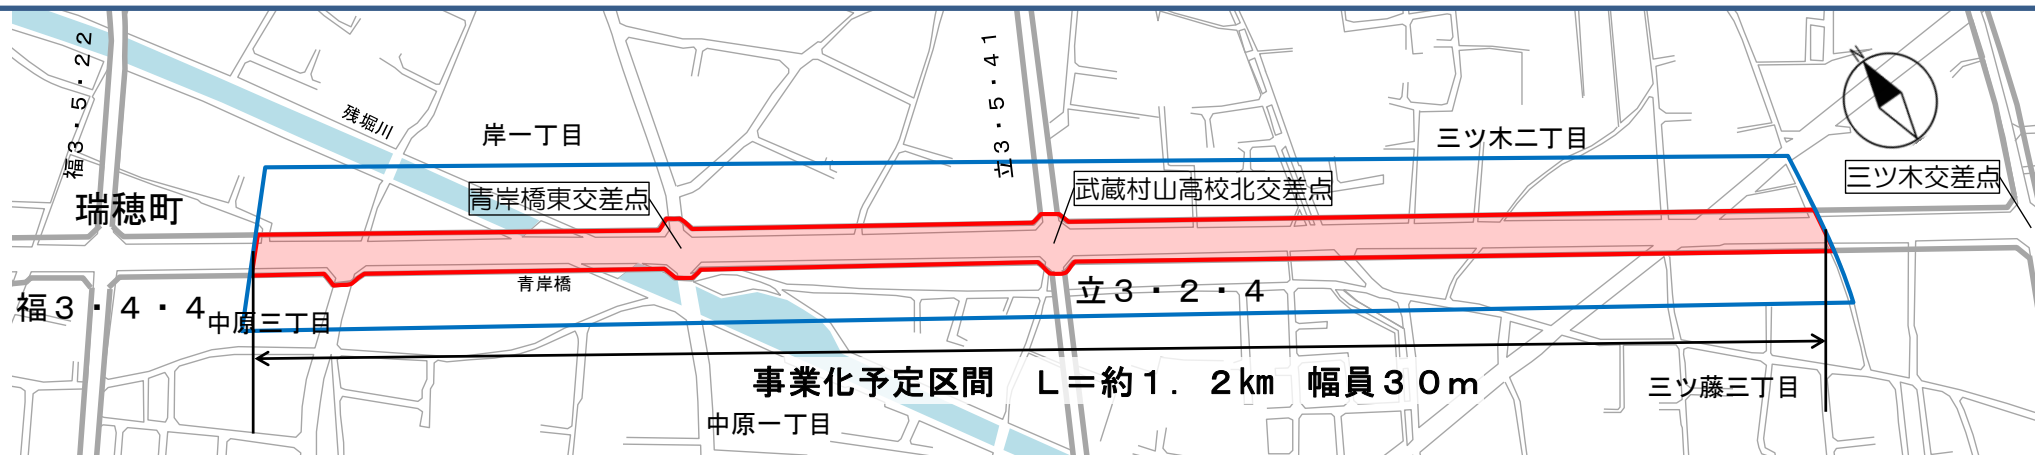 福３・５・２２
残堀川
岸一丁目
立３・５・４１
三ツ木二丁目
N
瑞穂町
青岸橋東交差点
武蔵村山高校北交差点
三ツ木交差点
青岸橋
立３・２・４
福３・４・４
中原三丁目
事業化予定区間　Ｌ＝約１．２km　幅員３０ｍ
三ツ藤三丁目
中原一丁目